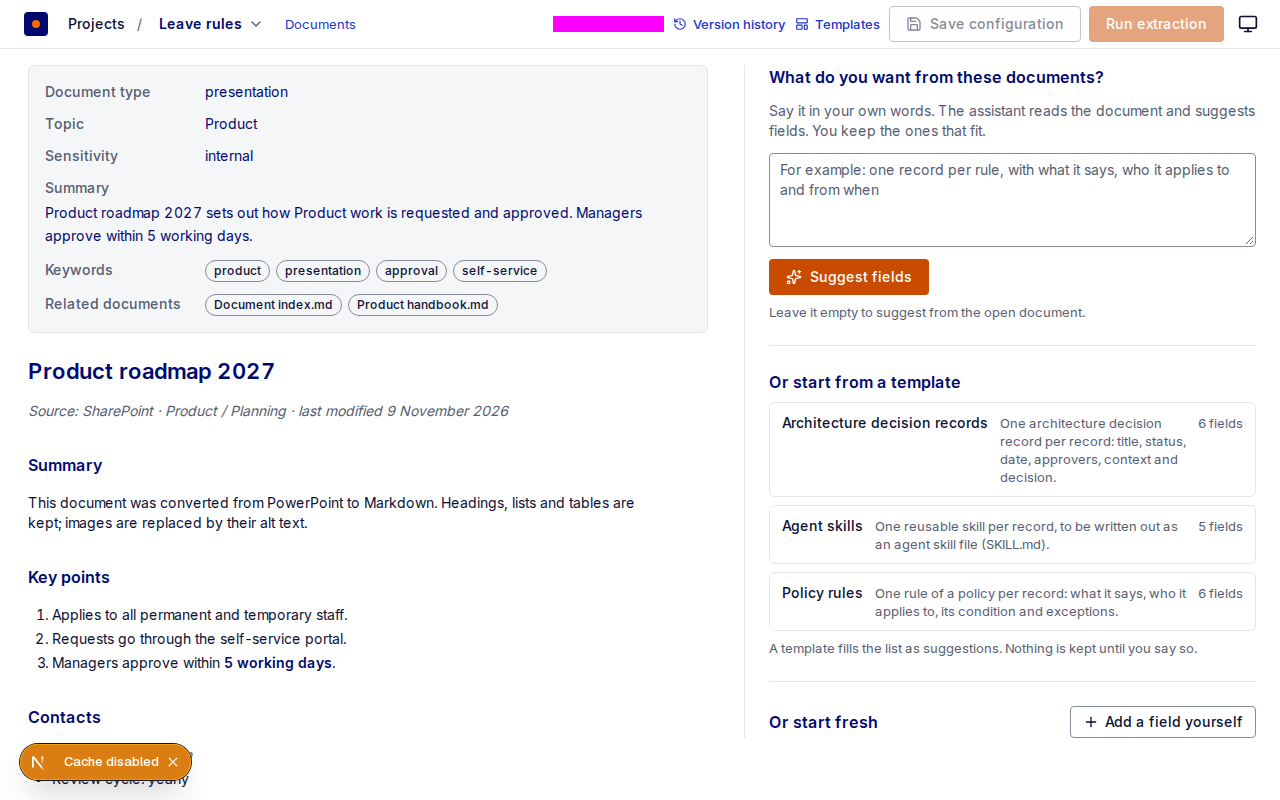 Projects / Leave rules Documents
Version history Templates Save configuration Run extraction
Document type presentation
Topic Product
Sensitivity internal
Summary
Product roadmap 2027 sets out how Product work is requested and approved. Managers
approve within 5 working days.
Keywords product presentation approval self-service
Related documents Document index.md Product handbook.md
Product roadmap 2027
Source: SharePoint · Product / Planning · last modified 9 November 2026
Summary
This document was converted from PowerPoint to Markdown. Headings, lists and tables are
kept; images are replaced by their alt text.
Key points
1. Applies to all permanent and temporary staff.
2. Requests go through the self-service portal.
3. Managers approve within 5 working days.
Contacts
Review cycle: yearly
Cache disabled
What do you want from these documents?
Say it in your own words. The assistant reads the document and suggests
fields. You keep the ones that fit.
For example: one record per rule, with what it says, who it applies to
and from when
Suggest fields
Leave it empty to suggest from the open document.
Or start from a template
Architecture decision records One architecture decision 6 fields
record per record: title, status,
date, approvers, context and
decision.
Agent skills One reusable skill per record, to be written out as 5 fields
an agent skill file (SKILL.md).
Policy rules One rule of a policy per record: what it says, who it 6 fields
applies to, its condition and exceptions.
A template fills the list as suggestions. Nothing is kept until you say so.
Or start fresh Add a field yourself